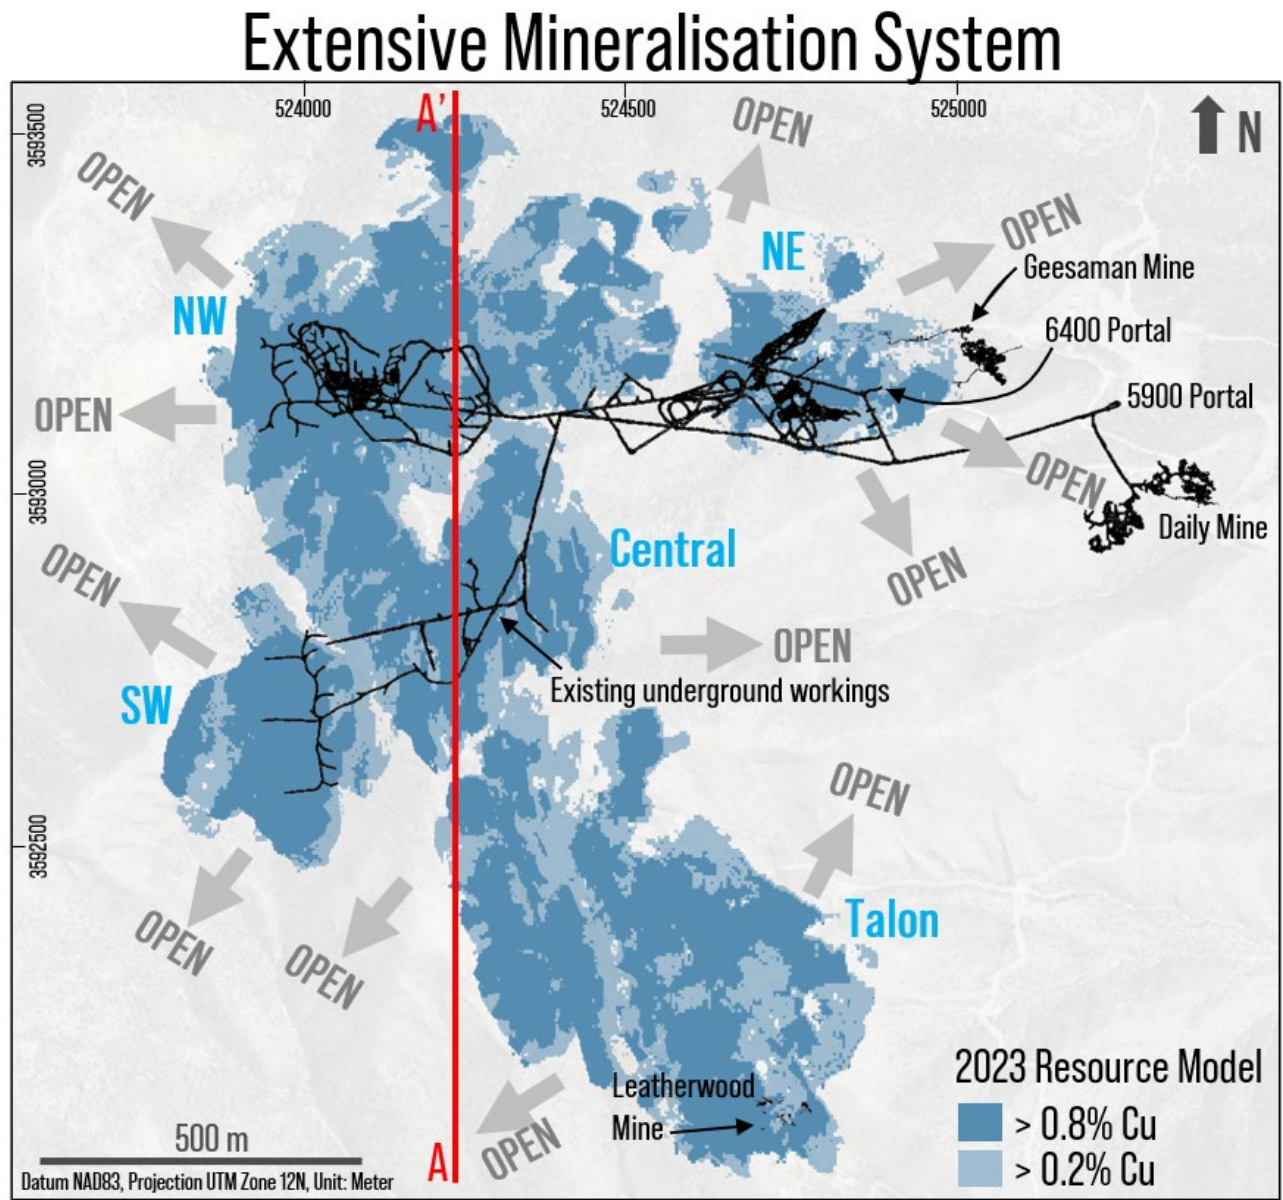 Extensive Mineralisation System
524000
524500
525000
3593500
3593000
3592500
A'
N
OPEN
OPEN
OPEN
NE
Geesaman Mine
NW
6400 Portal
5900 Portal
OPEN
OPEN
Daily Mine
Central
OPEN
OPEN
OPEN
Existing underground workings
SW
OPEN
Talon
OPEN
OPEN
Leatherwood
Mine
OPEN
A
2023 Resource Model
> 0.8% Cu
> 0.2% Cu
500 m
Datum NAD83, Projection UTM Zone 12N, Unit: Meter